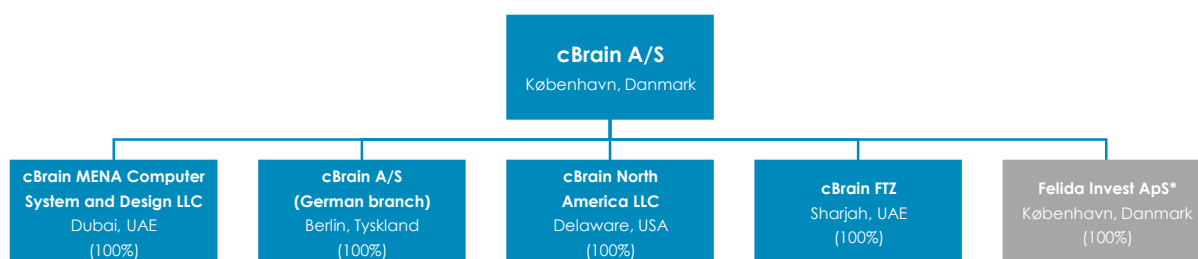 cBrain A/S
København, Danmark
cBrain MENA Computer
System and Design LLC
Dubai, UAE
(100%)
cBrain A/S
(German branch)
Berlin, Tyskland
(100%)
cBrain North
America LLC
Delaware, USA
(100%)
cBrain FTZ
Sharjah, UAE
(100%)
Felida Invest ApS*
København, Danmark
(100%)